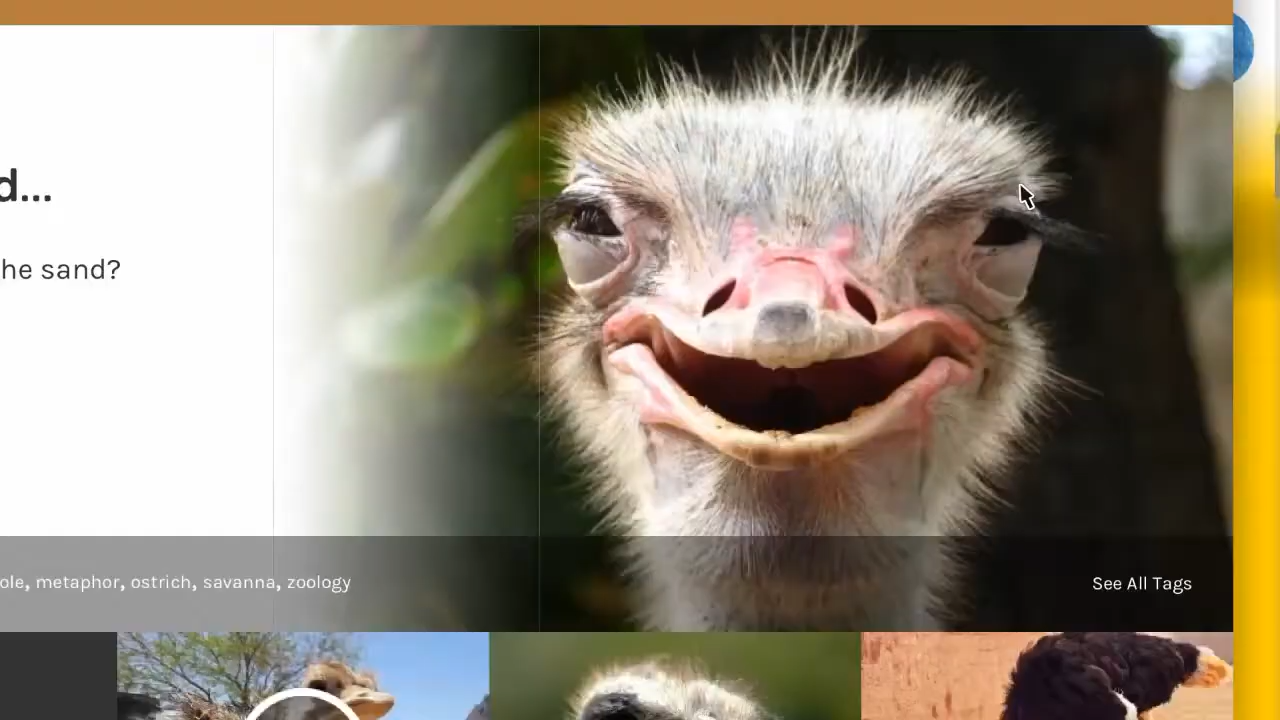 d...
he sand?
ole, metaphor, ostrich, savanna, zoology
See All Tags